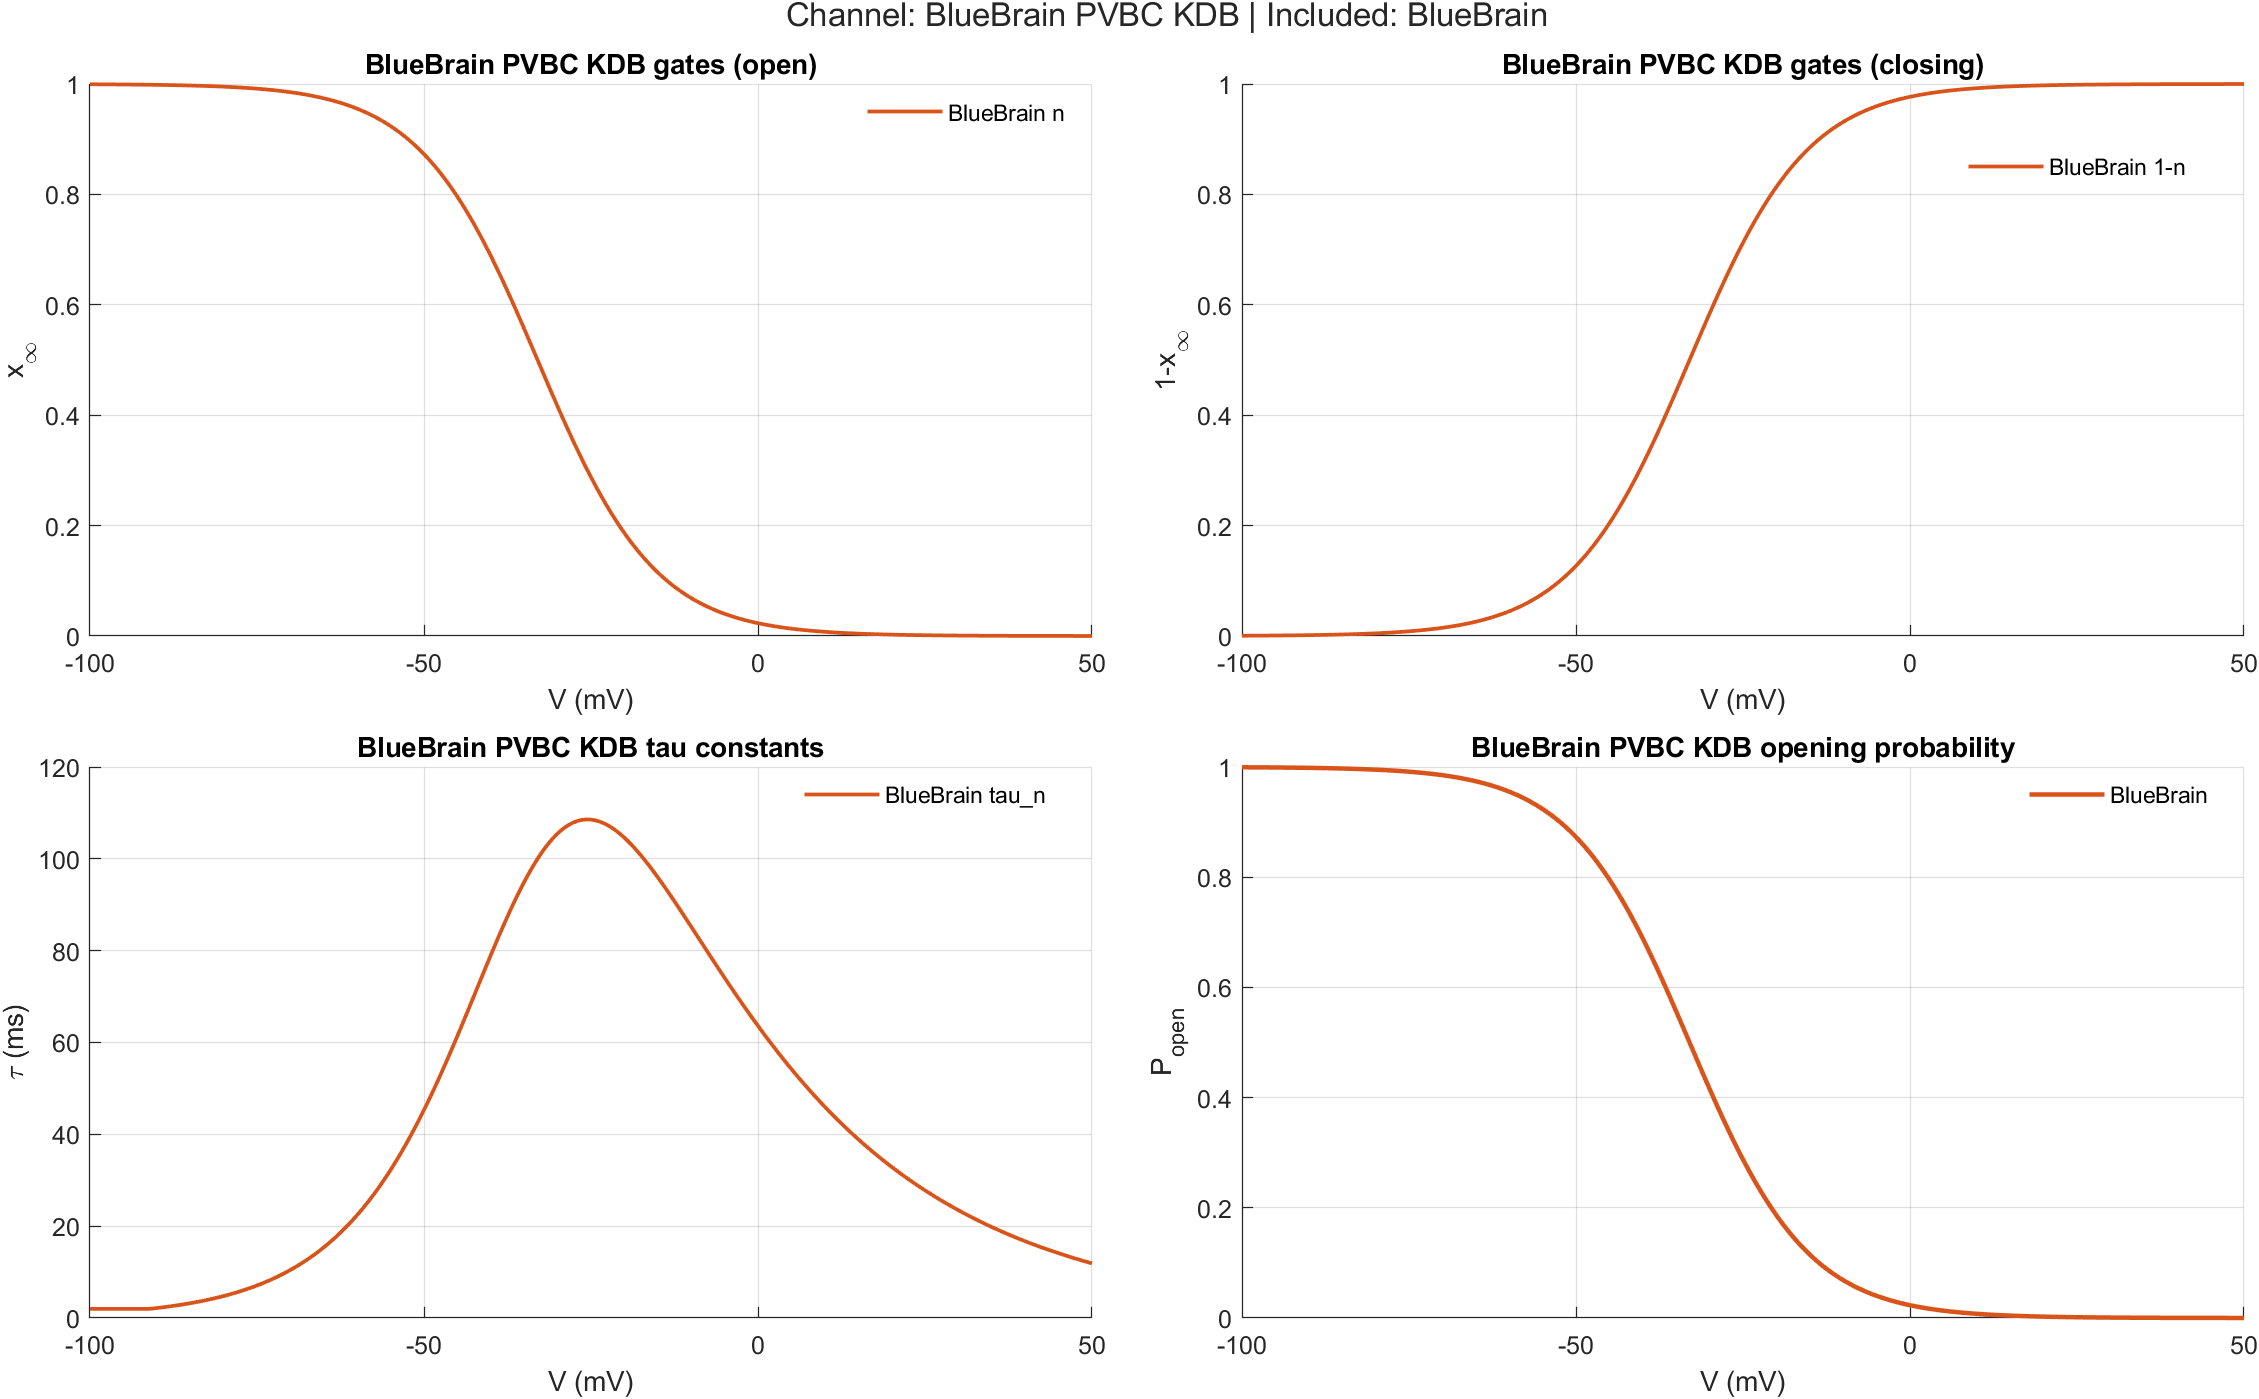 Channel: BlueBrain PVBC KDB | Included: BlueBrain
BlueBrain PVBC KDB gates (open)
1
0.8
0.6
0.4
0.2
0
x∞
BlueBrain n
-100
-50
0
50
V (mV)
BlueBrain PVBC KDB gates (closing)
1
0.8
0.6
0.4
0.2
0
1-x∞
BlueBrain 1-n
-100
-50
0
50
V (mV)
BlueBrain PVBC KDB tau constants
120
100
80
60
40
20
0
τ (ms)
BlueBrain tau_n
-100
-50
0
50
V (mV)
BlueBrain PVBC KDB opening probability
1
0.8
0.6
0.4
0.2
0
Popen
BlueBrain
-100
-50
0
50
V (mV)